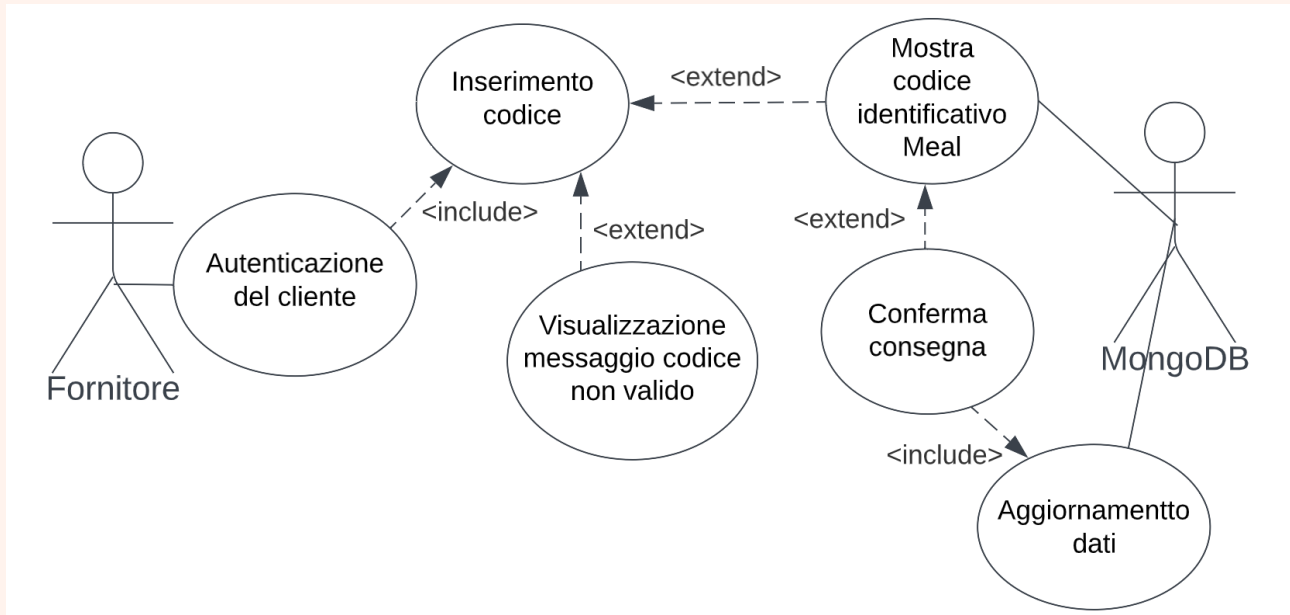 Inserimento
codice
<extend>
Mostra
codice
identificativo
Meal
<include>
<extend>
<extend>
Autenticazione
del cliente
Fornitore
Visualizzazione
messaggio codice
non valido
Conferma
consegna
MongoDB
<include>
Aggiornamentto
dati